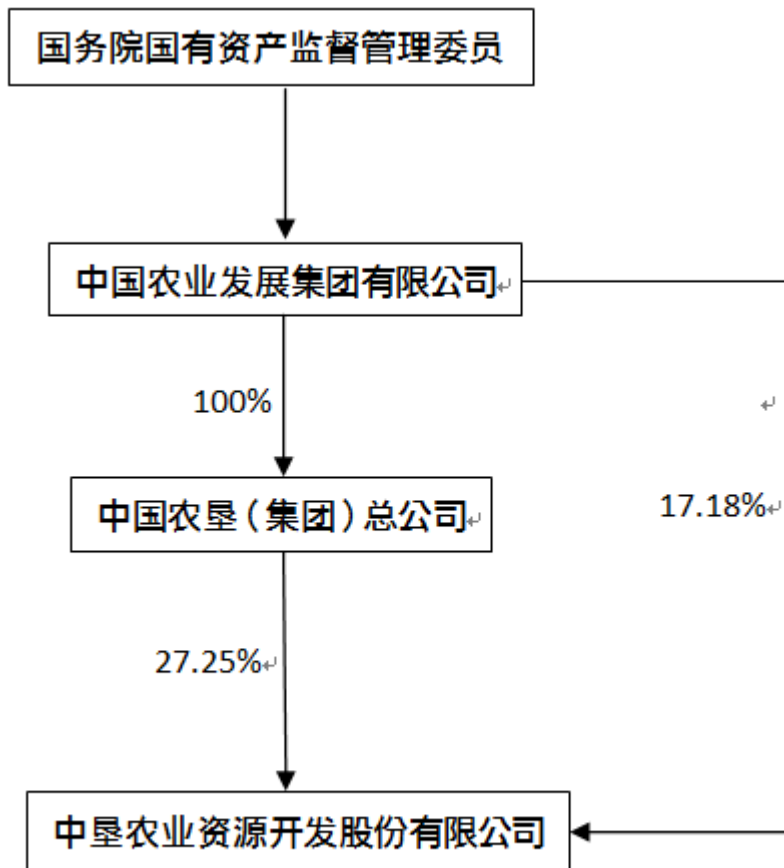 国务院国有资产监督管理委员
中国农业发展集团有限公司
100%
中国农垦（集团）总公司
17.18%
27.25%
中垦农业资源开发股份有限公司